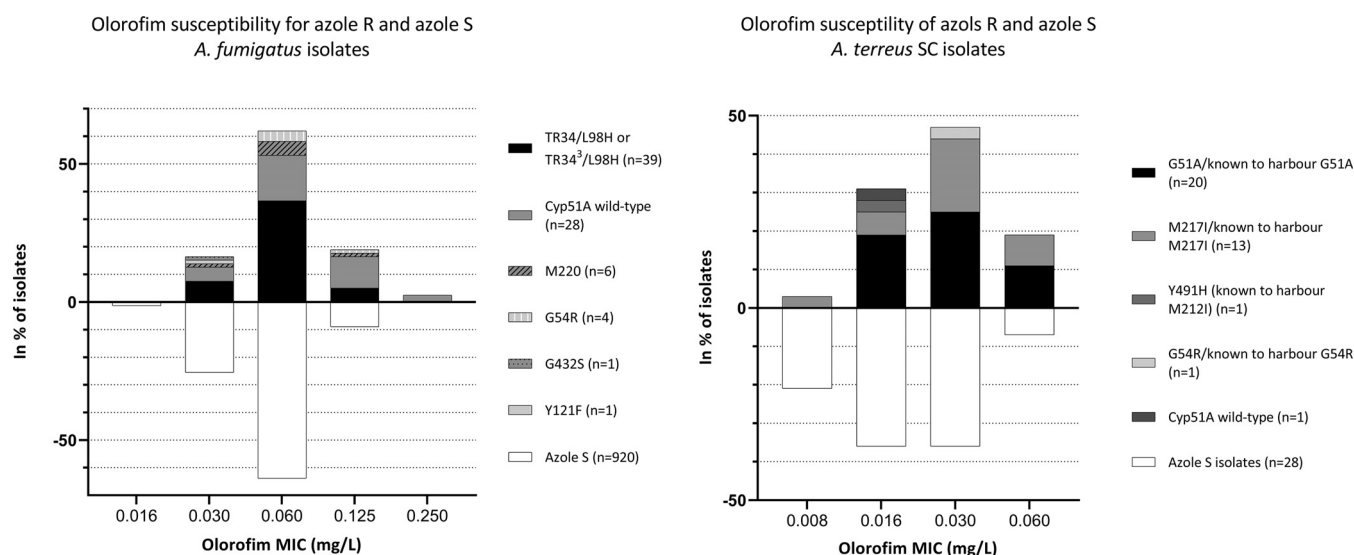 Olorofim susceptibility for azole R and azole S
A. fumigatus isolates
In % of isolates
50
0
-50
0.016 0.030 0.060 0.125 0.250
Olorofim MIC (mg/L)
TR34/L98H or
TR34³/L98H (n=39)
Cyp51A wild-type
(n=28)
M220 (n=6)
G54R (n=4)
G432S (n=1)
Y121F (n=1)
Azole S (n=920)
Olorofim susceptility of azols R and azole S
A. terreus SC isolates
In % of isolates
50
0
-50
0.008 0.016 0.030 0.060
Olorofim MIC (mg/L)
G51A/known to harbour G51A
(n=20)
M217I/known to harbour
M217I (n=13)
Y491H (known to harbour
M212I) (n=1)
G54R/known to harbour G54R
(n=1)
Cyp51A wild-type (n=1)
Azole S isolates (n=28)